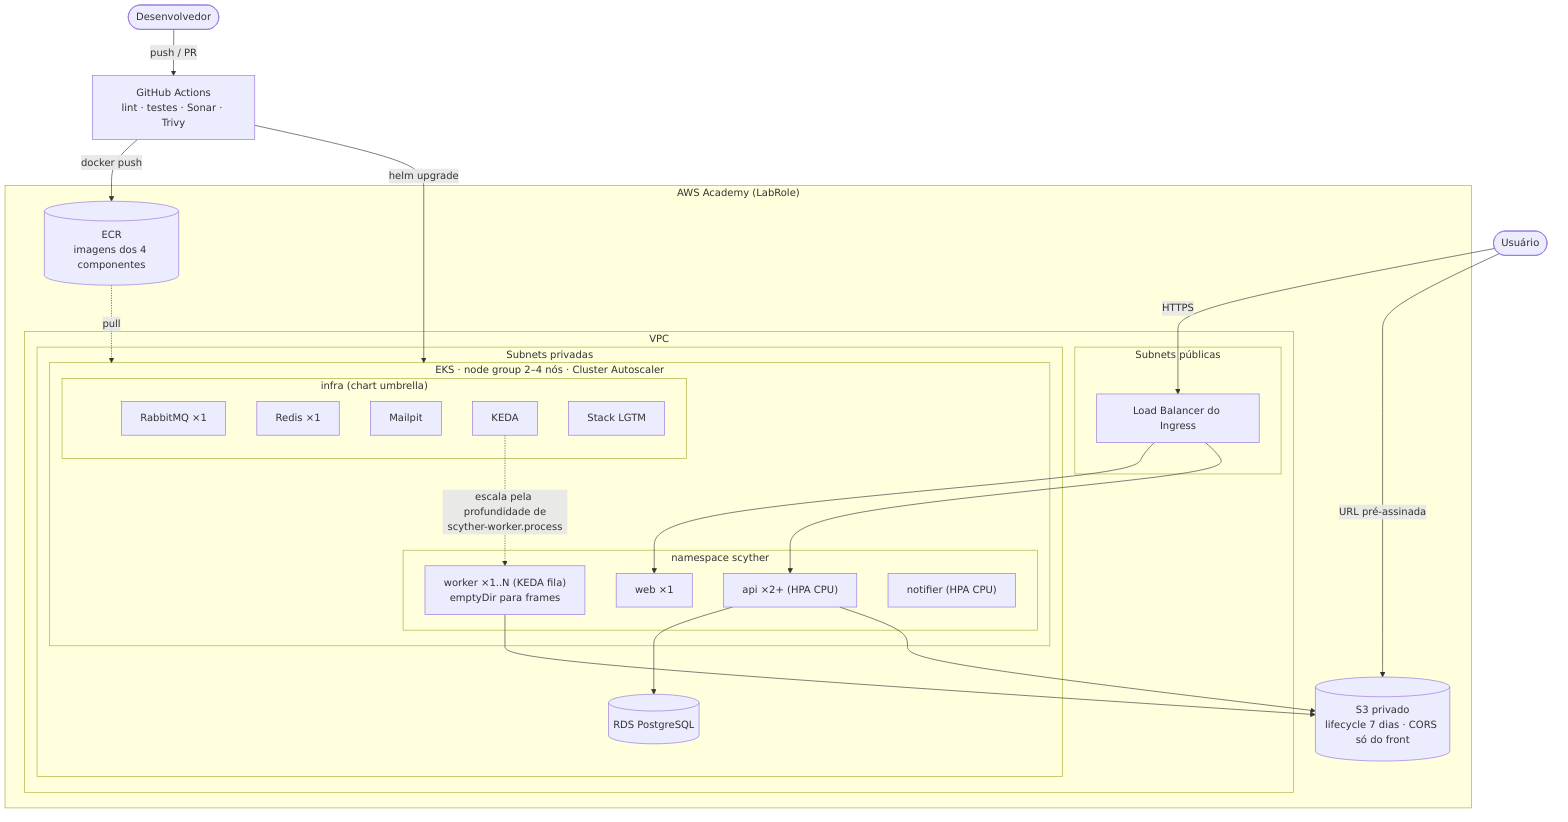 Desenvolvedor
push / PR
GitHub Actions
lint · testes · Sonar ·
Trivy
docker push
helm upgrade
AWS Academy (LabRole)
ECR
imagens dos 4
componentes
Usuário
HTTPS
pull
VPC
Subnets privadas
Subnets públicas
EKS · node group 2–4 nós · Cluster Autoscaler
infra (chart umbrella)
RabbitMQ ×1
Redis ×1
Mailpit
KEDA
Stack LGTM
Load Balancer do
Ingress
escala pela
profundidade de
scyther-worker.process
URL pré-assinada
namespace scyther
worker ×1..N (KEDA fila)
emptyDir para frames
web ×1
api ×2+ (HPA CPU)
notifier (HPA CPU)
RDS PostgreSQL
S3 privado
lifecycle 7 dias · CORS
só do front